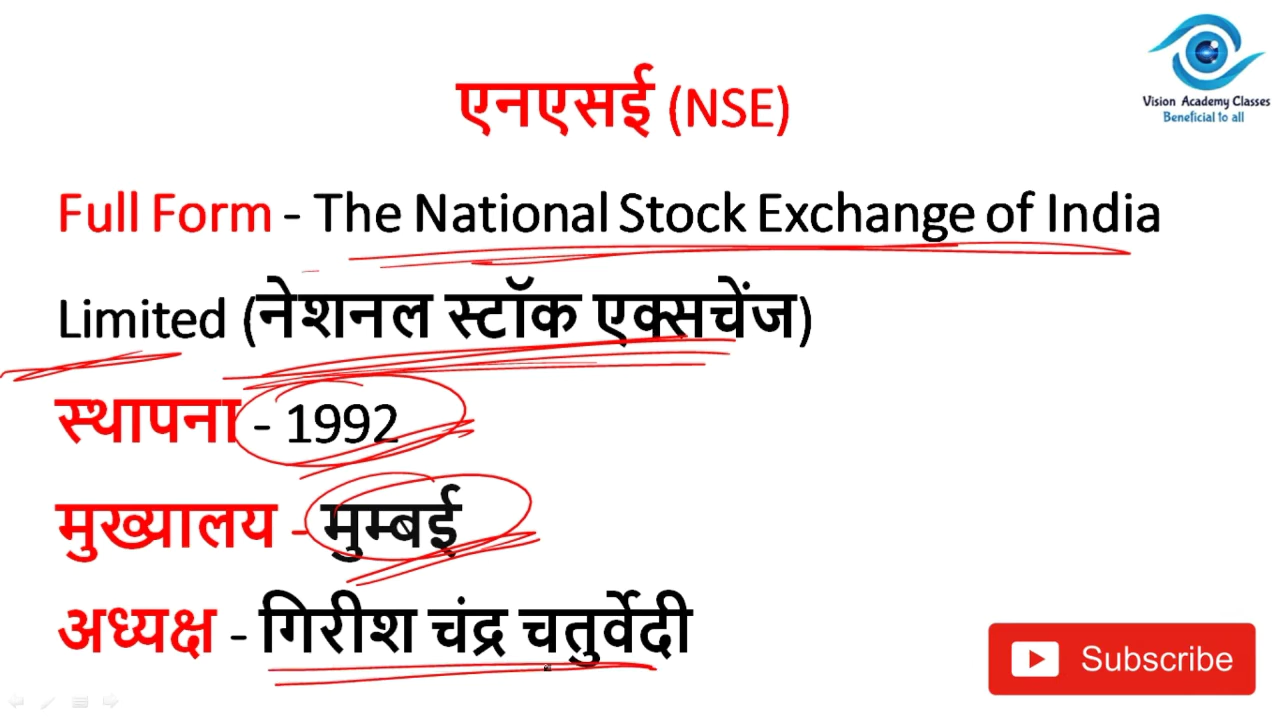 Vision Academy Classes
Beneficial to all
एनएसई (NSE)
Full Form - The National Stock Exchange of India
Limited (नेशनल स्टॉक एक्सचेंज)
स्थापना - 1992
मुख्यालय - मुम्बई
अध्यक्ष - गिरीश चंद्र चतुर्वेदी
Subscribe